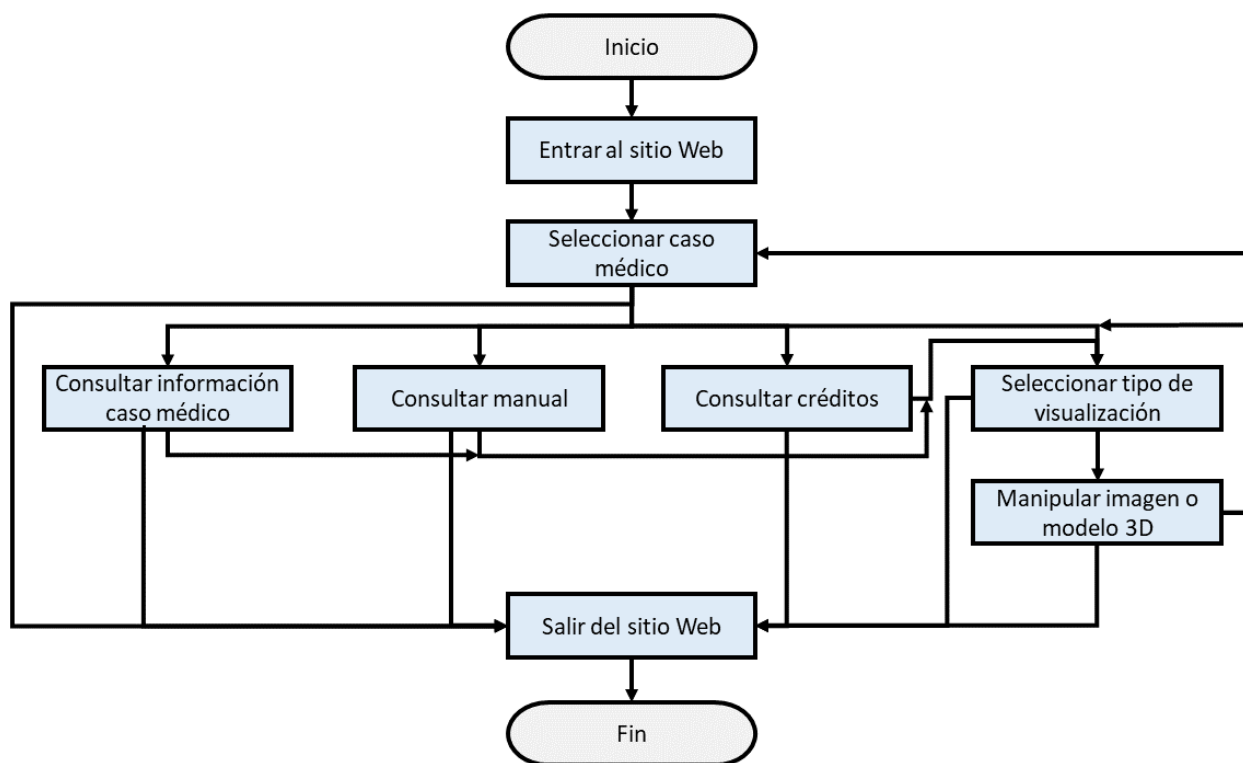 Inicio
Entrar al sitio Web
Seleccionar caso
médico
Consultar información
caso médico
Consultar manual
Consultar créditos
Seleccionar tipo de
visualización
Manipular imagen o
modelo 3D
Salir del sitio Web
Fin